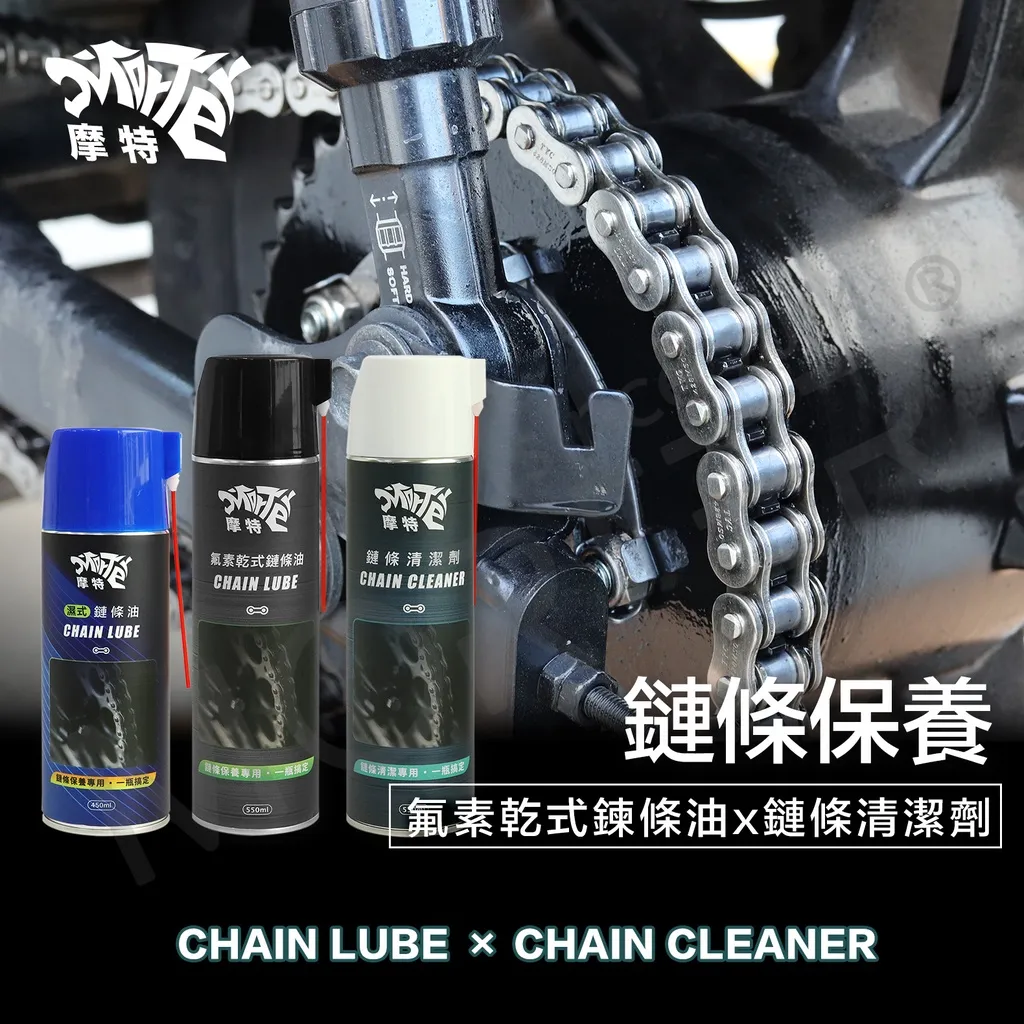 MORTER
摩特
HARD
SOFT
TYC
®
摩特
濕式 鏈條油
CHAIN LUBE
鏈條保養專用・一瓶搞定
450ml
摩特
氟素乾式鏈條油
CHAIN LUBE
鏈條保養專用・一瓶搞定
550ml
摩特
鏈條清潔劑
CHAIN CLEANER
鏈條清潔專用・一瓶搞定
鏈條保養
氟素乾式鍊條油x鏈條清潔劑
CHAIN LUBE × CHAIN CLEANER